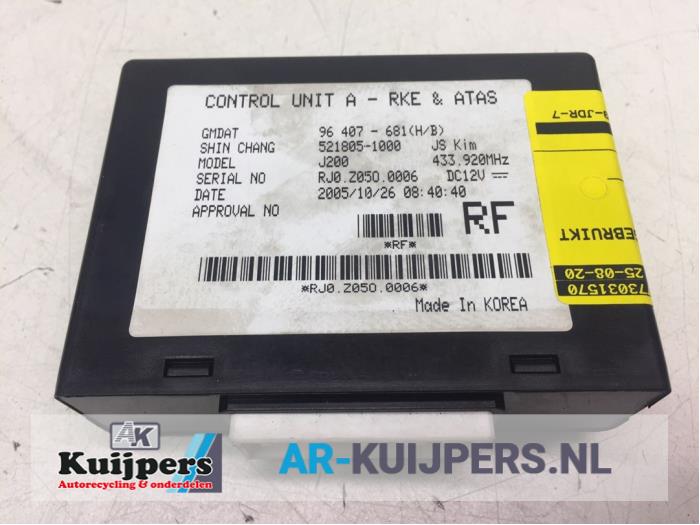 CONTROL UNIT A - RKE & ATAS
GMDAT 96 407 - 681(H/B)
SHIN CHANG 521805-1000 JS Kim
MODEL J200 433.920MHz
SERIAL NO RJ0.Z050.0006 DC12V
DATE 2005/10/26 08:40:40
APPROVAL NO
RF
*RF*
*RJ0.Z050.0006*
Made In KOREA
-JDR-7
GEBRUIKT
25-08-20
73031570
AK
Kuijpers
Autorecycling & onderdelen
AR-KUIJPERS.NL